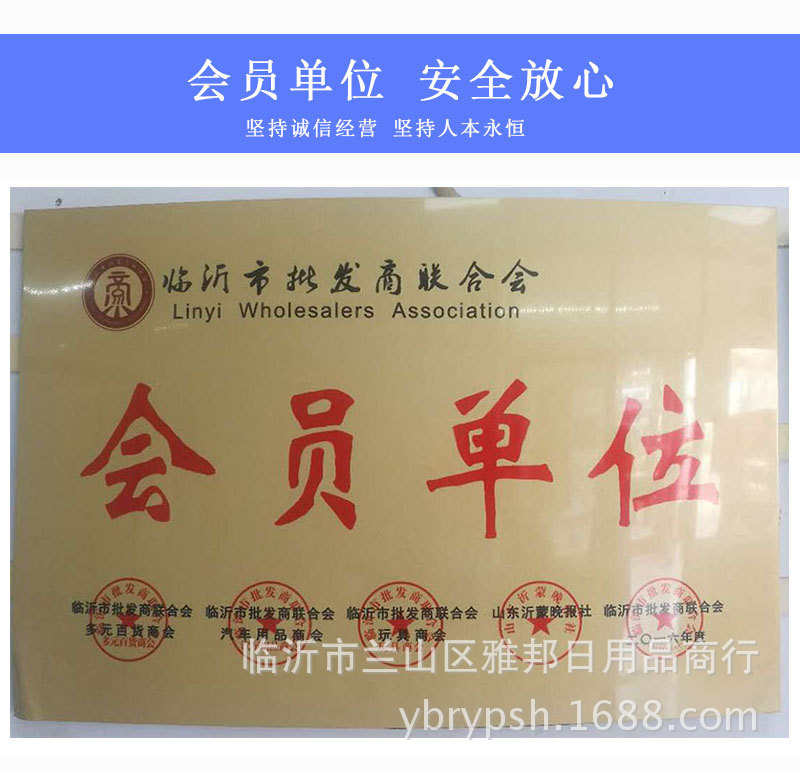 会员单位 安全放心
坚持诚信经营 坚持人本永恒
临沂市批发商联合会
Linyi Wholesalers Association
会员单位
临沂市批发商联合会 临沂市批发商联合会 临沂市批发商联合会 山东沂蒙晚报社 临沂市批发商联合会
多元百货商会 汽车用品商会 玩具商会 二〇一六年度
临沂市兰山区雅邦日用品商行
ybrypsh.1688.com